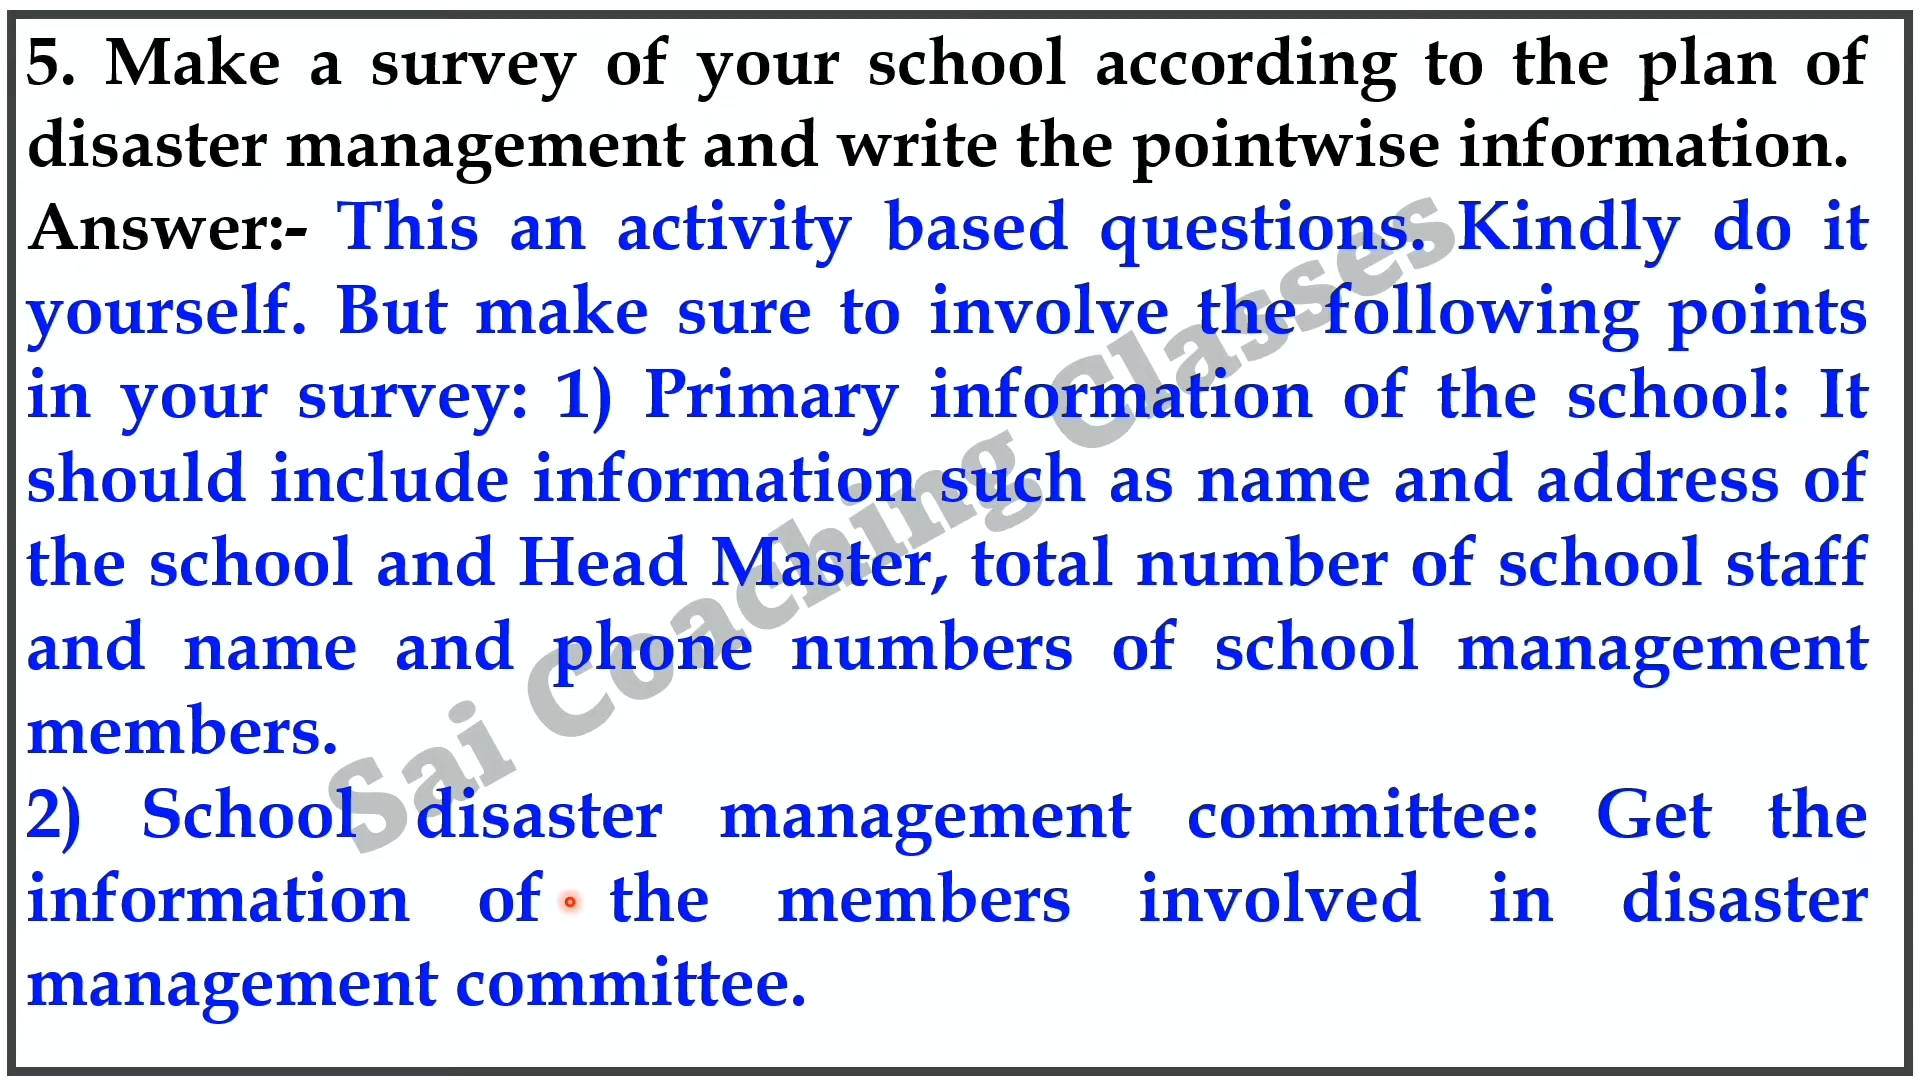 5. Make a survey of your school according to the plan of
disaster management and write the pointwise information.
Answer:- This an activity based questions. Kindly do it
yourself. But make sure to involve the following points
in your survey: 1) Primary information of the school: It
should include information such as name and address of
the school and Head Master, total number of school staff
and name and phone numbers of school management
members.
2) School disaster management committee: Get the
information of the members involved in disaster
management committee.
Sai Coaching Classes